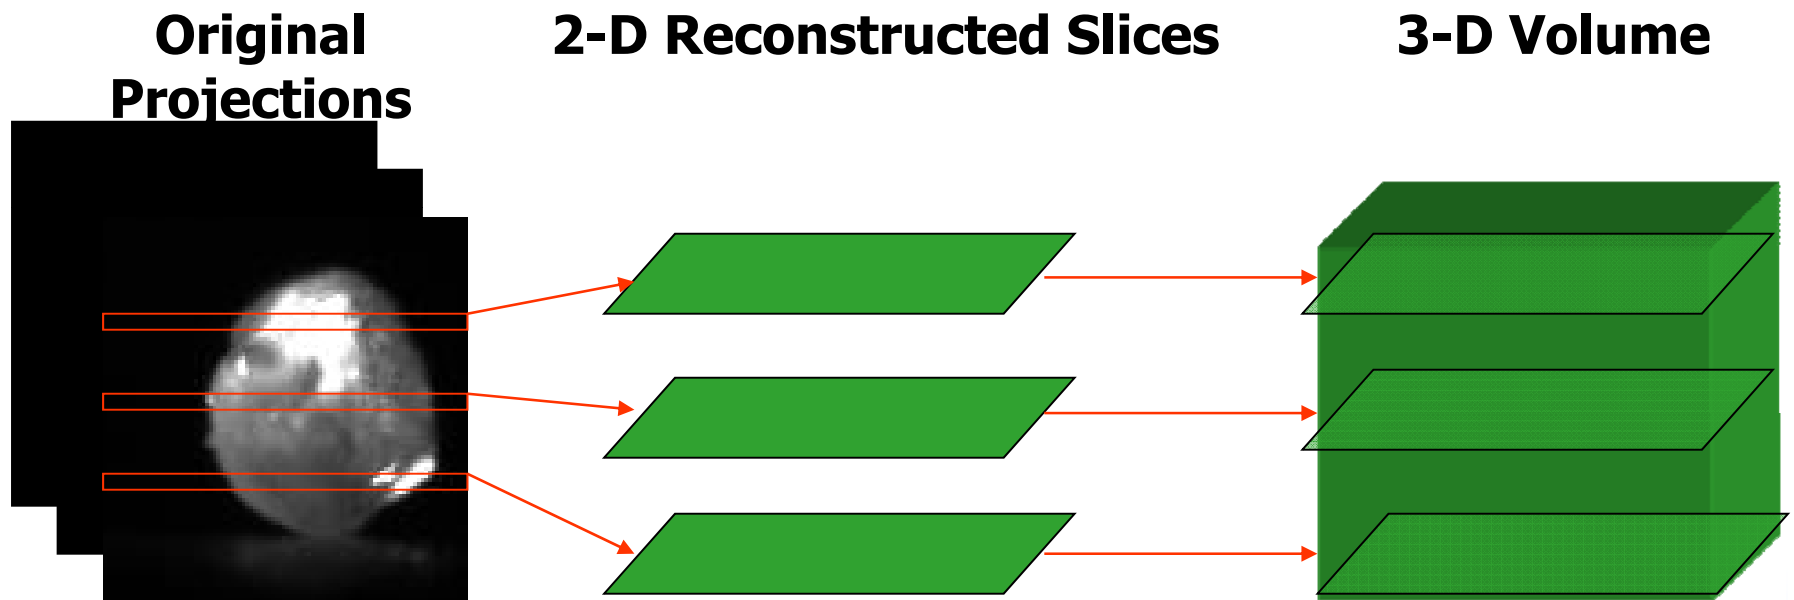 Original
Projections
2-D Reconstructed Slices
3-D Volume